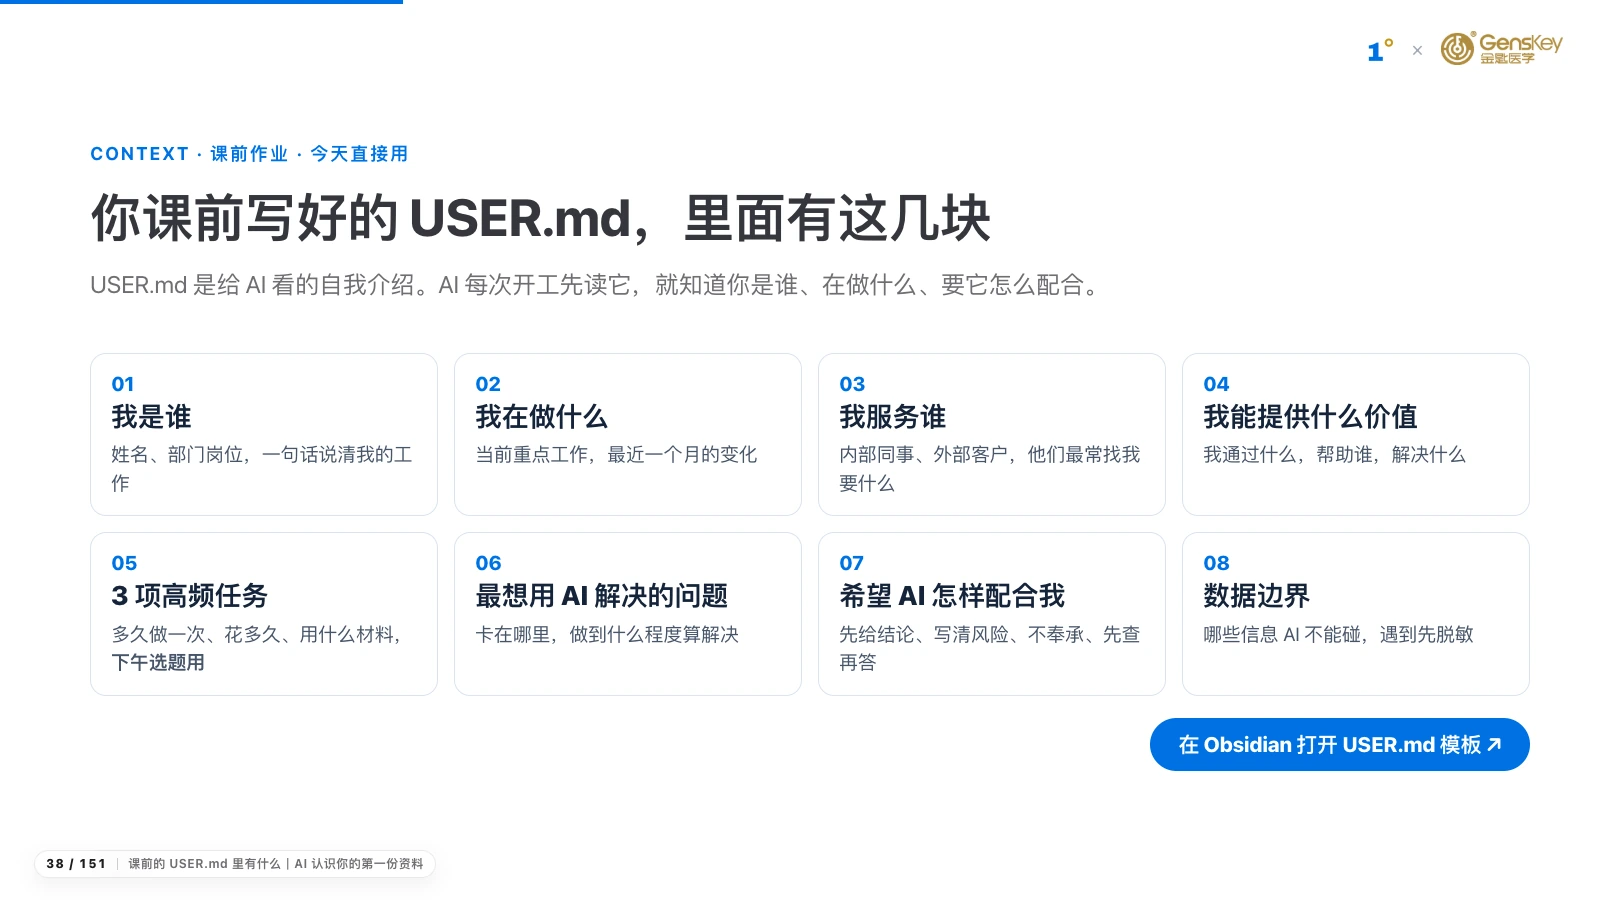 1° × GensKey®
金匙医学
CONTEXT · 课前作业 · 今天直接用
你课前写好的 USER.md，里面有这几块
USER.md 是给 AI 看的自我介绍。AI 每次开工先读它，就知道你是谁、在做什么、要它怎么配合。
01
我是谁
姓名、部门岗位，一句话说清我的工
作
02
我在做什么
当前重点工作，最近一个月的变化
03
我服务谁
内部同事、外部客户，他们最常找我
要什么
04
我能提供什么价值
我通过什么，帮助谁，解决什么
05
3 项高频任务
多久做一次、花多久、用什么材料，
下午选题用
06
最想用 AI 解决的问题
卡在哪里，做到什么程度算解决
07
希望 AI 怎样配合我
先给结论、写清风险、不奉承、先查
再答
08
数据边界
哪些信息 AI 不能碰，遇到先脱敏
在 Obsidian 打开 USER.md 模板 ↗
38 / 151 | 课前的 USER.md 里有什么 | AI 认识你的第一份资料